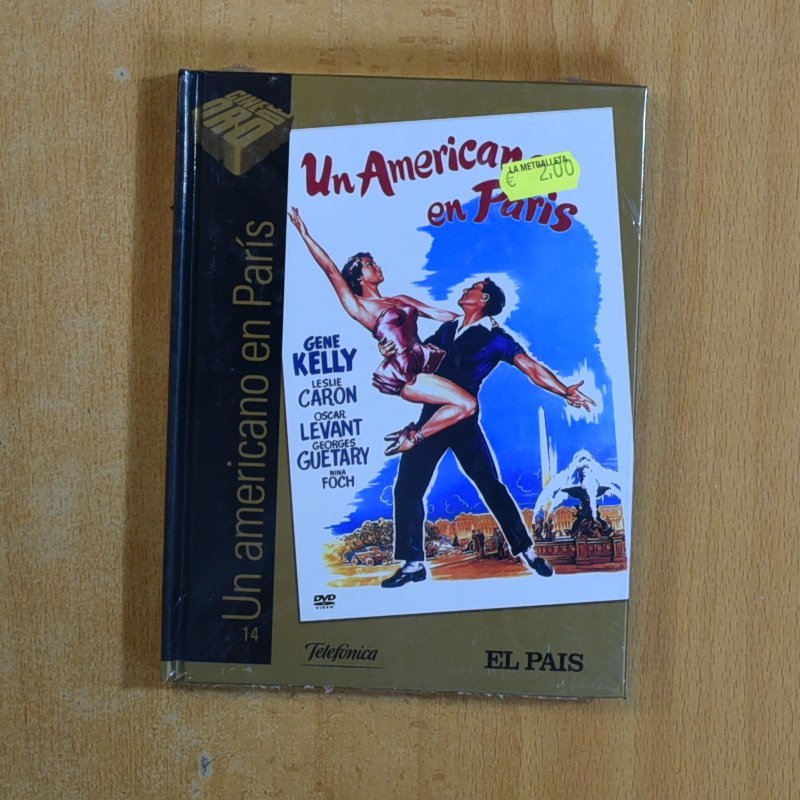 CINE DE
ORO
Un americano en París
14
Un American
en París
LA METRALLETA
€ 2,00
GENE
KELLY
LESLIE
CARON
OSCAR
LEVANT
GEORGES
GUETARY
NINA
FOCH
DVD
VIDEO
Telefónica
EL PAIS